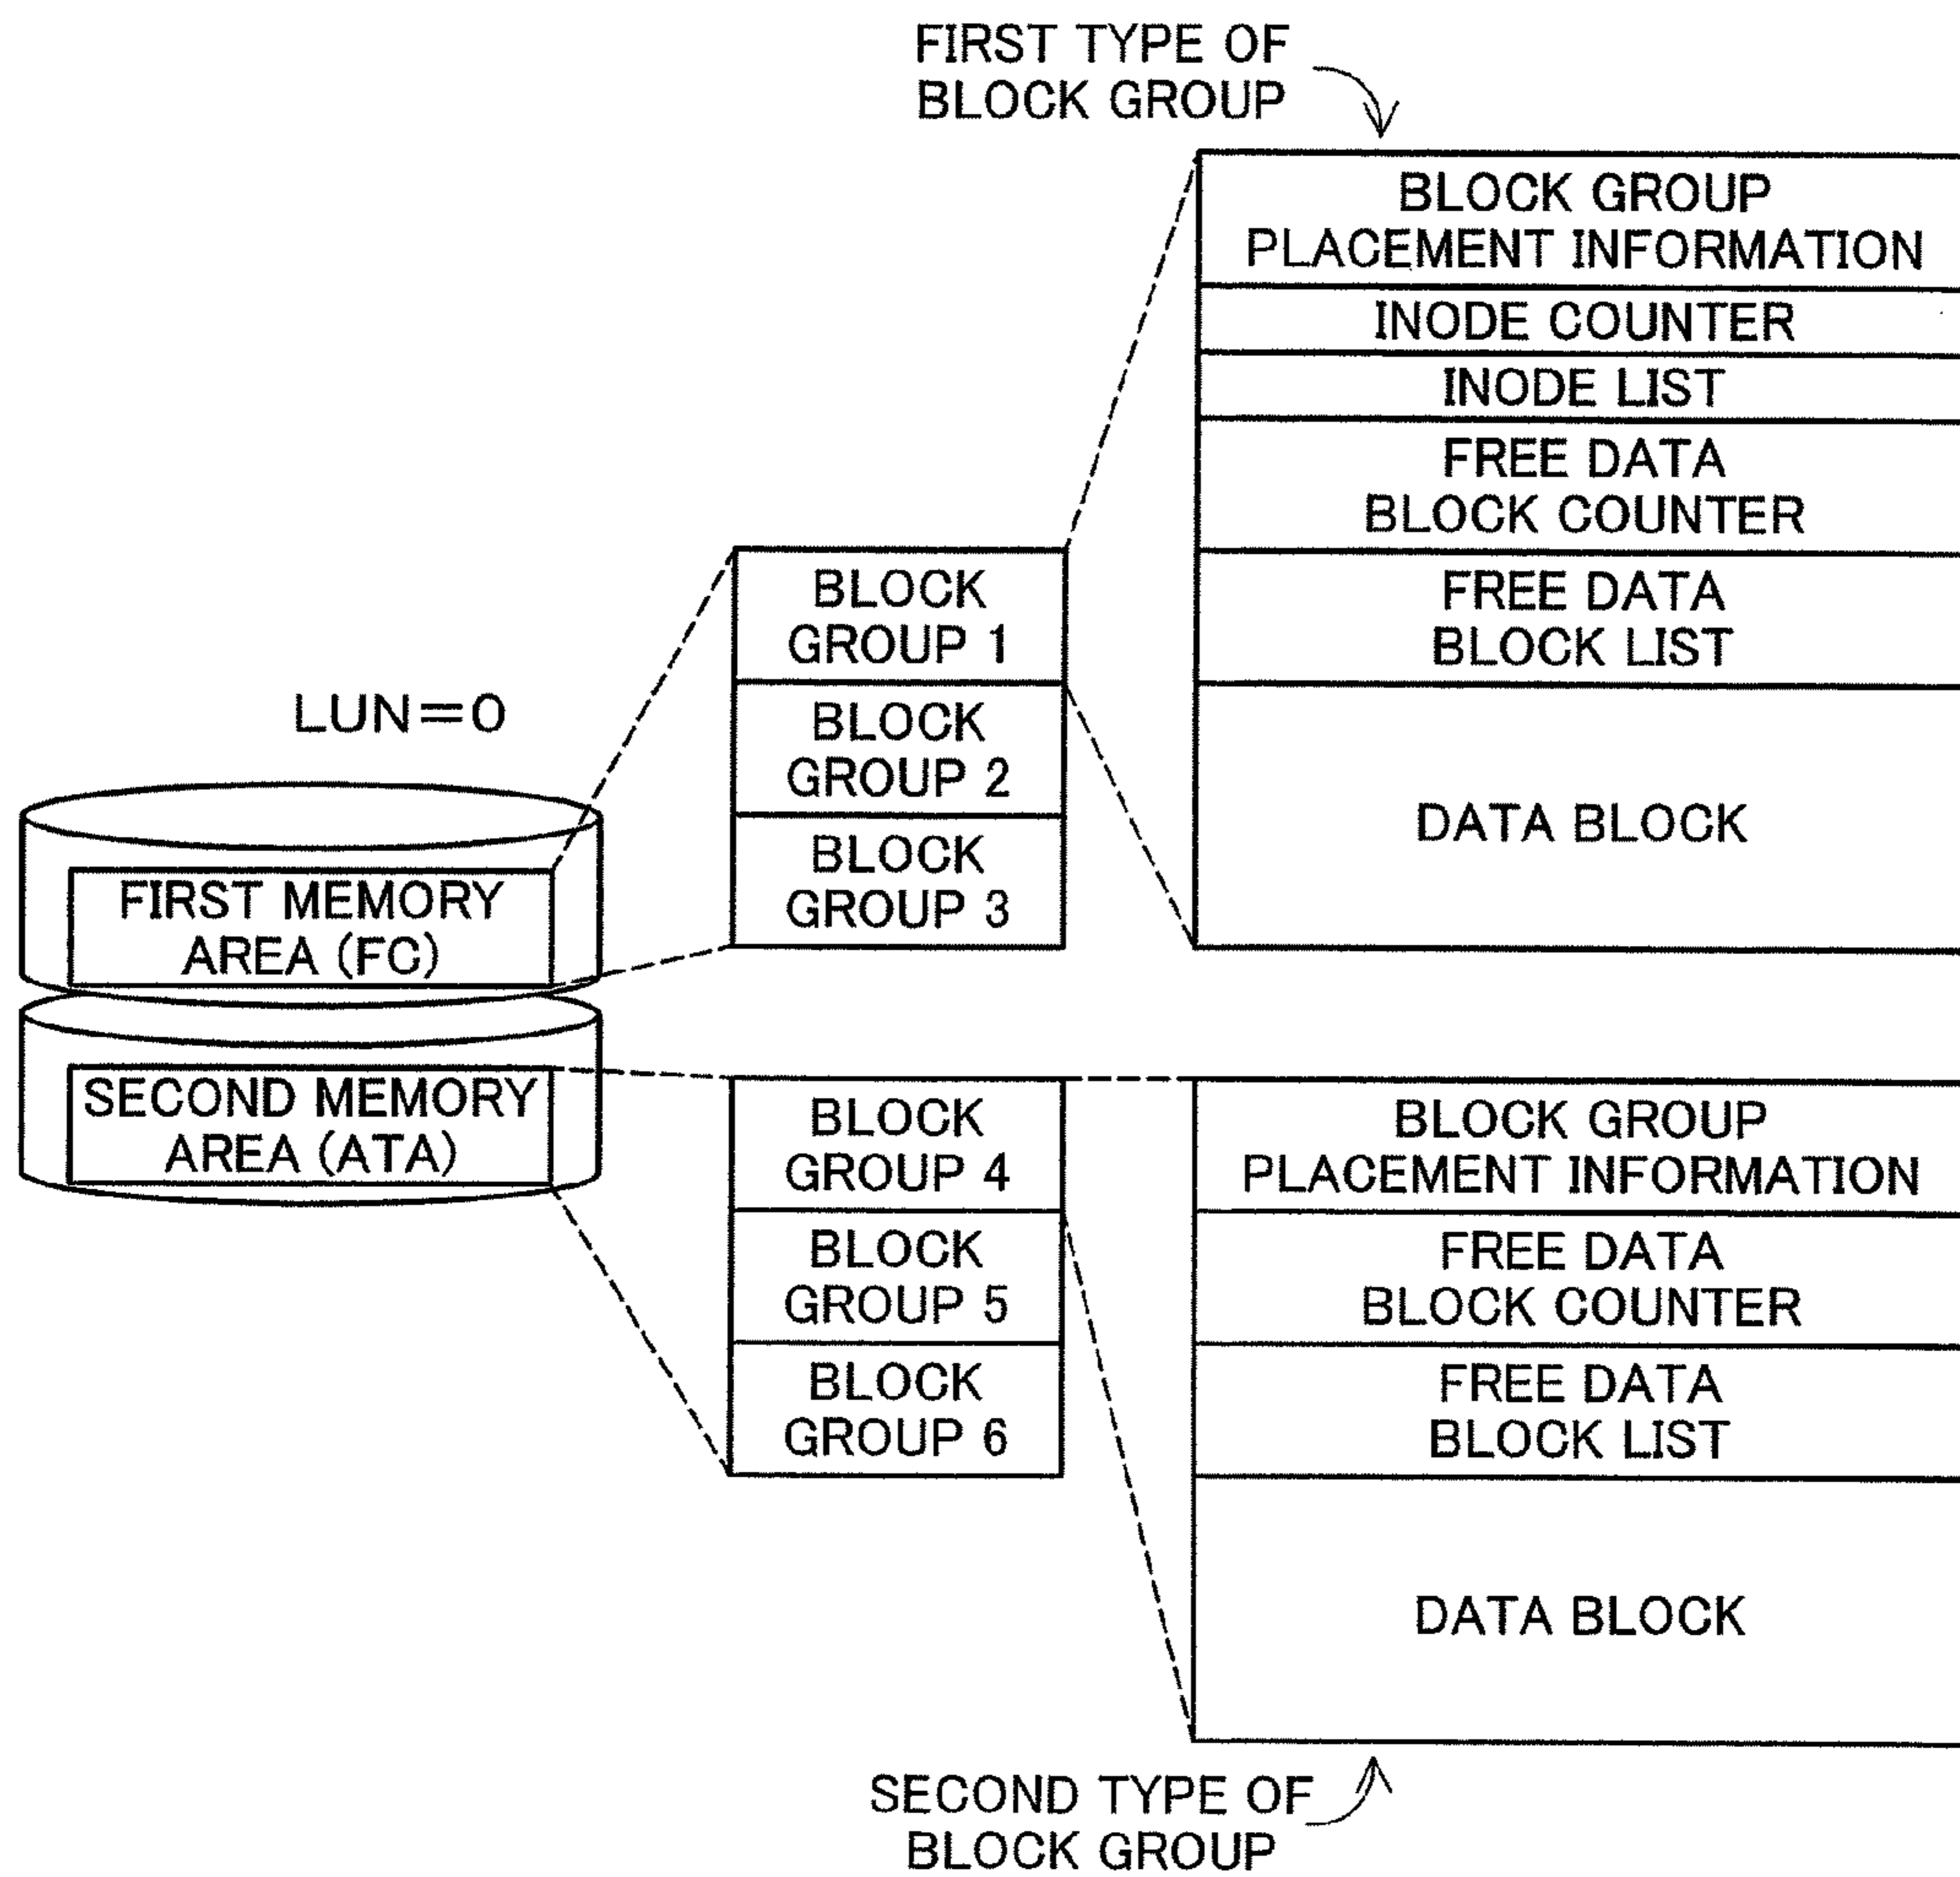 FIRST TYPE OF
BLOCK GROUP
BLOCK GROUP
PLACEMENT INFORMATION
INODE COUNTER
INODE LIST
FREE DATA
BLOCK COUNTER
FREE DATA
BLOCK LIST
DATA BLOCK
BLOCK
GROUP 1
BLOCK
GROUP 2
BLOCK
GROUP 3
LUN=0
FIRST MEMORY
AREA (FC)
SECOND MEMORY
AREA (ATA)
BLOCK
GROUP 4
BLOCK
GROUP 5
BLOCK
GROUP 6
BLOCK GROUP
PLACEMENT INFORMATION
FREE DATA
BLOCK COUNTER
FREE DATA
BLOCK LIST
DATA BLOCK
SECOND TYPE OF
BLOCK GROUP